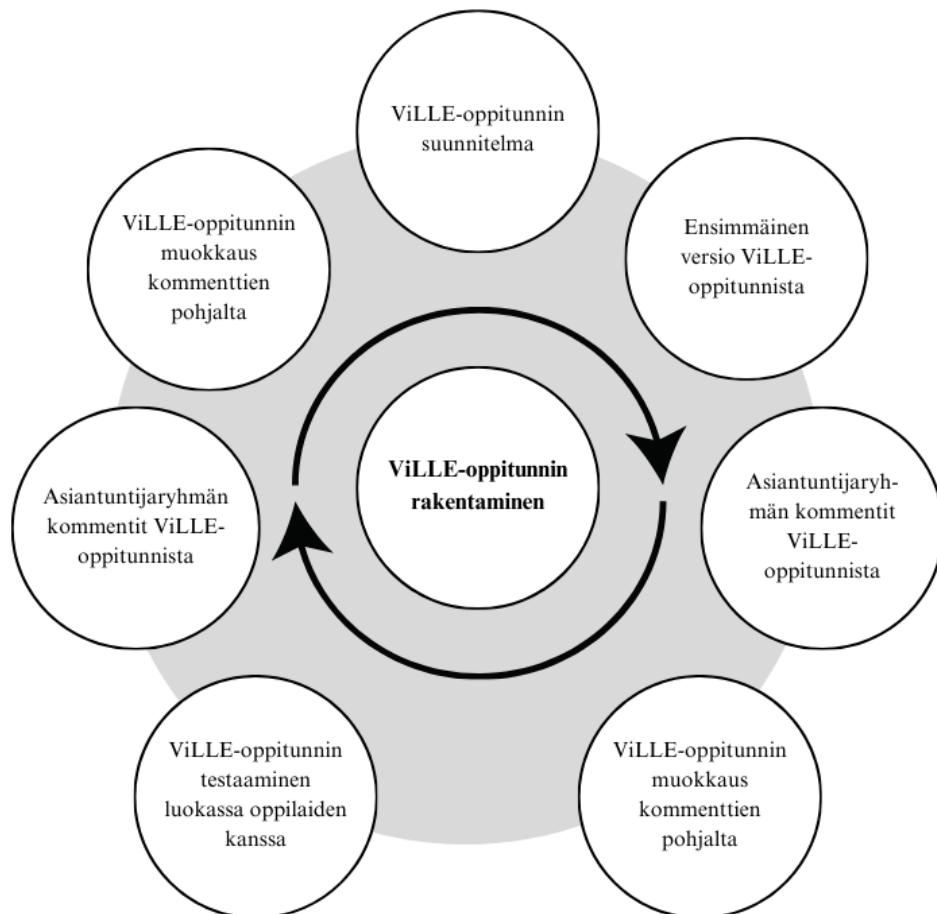 ViLLE-oppitunnin
suunnitelma
Ensimmäinen
versio ViLLE-
oppitunnista
Asiantuntijaryh-
män kommentit
ViLLE-
oppitunnista
ViLLE-oppitunnin
muokkaus
kommenttien
pohjalta
ViLLE-oppitunnin
testaaminen
luokassa oppilaiden
kanssa
Asiantuntijaryhmän
kommentit ViLLE-
oppitunnista
ViLLE-oppitunnin
muokkaus
kommenttien
pohjalta
ViLLE-oppitunnin
rakentaminen